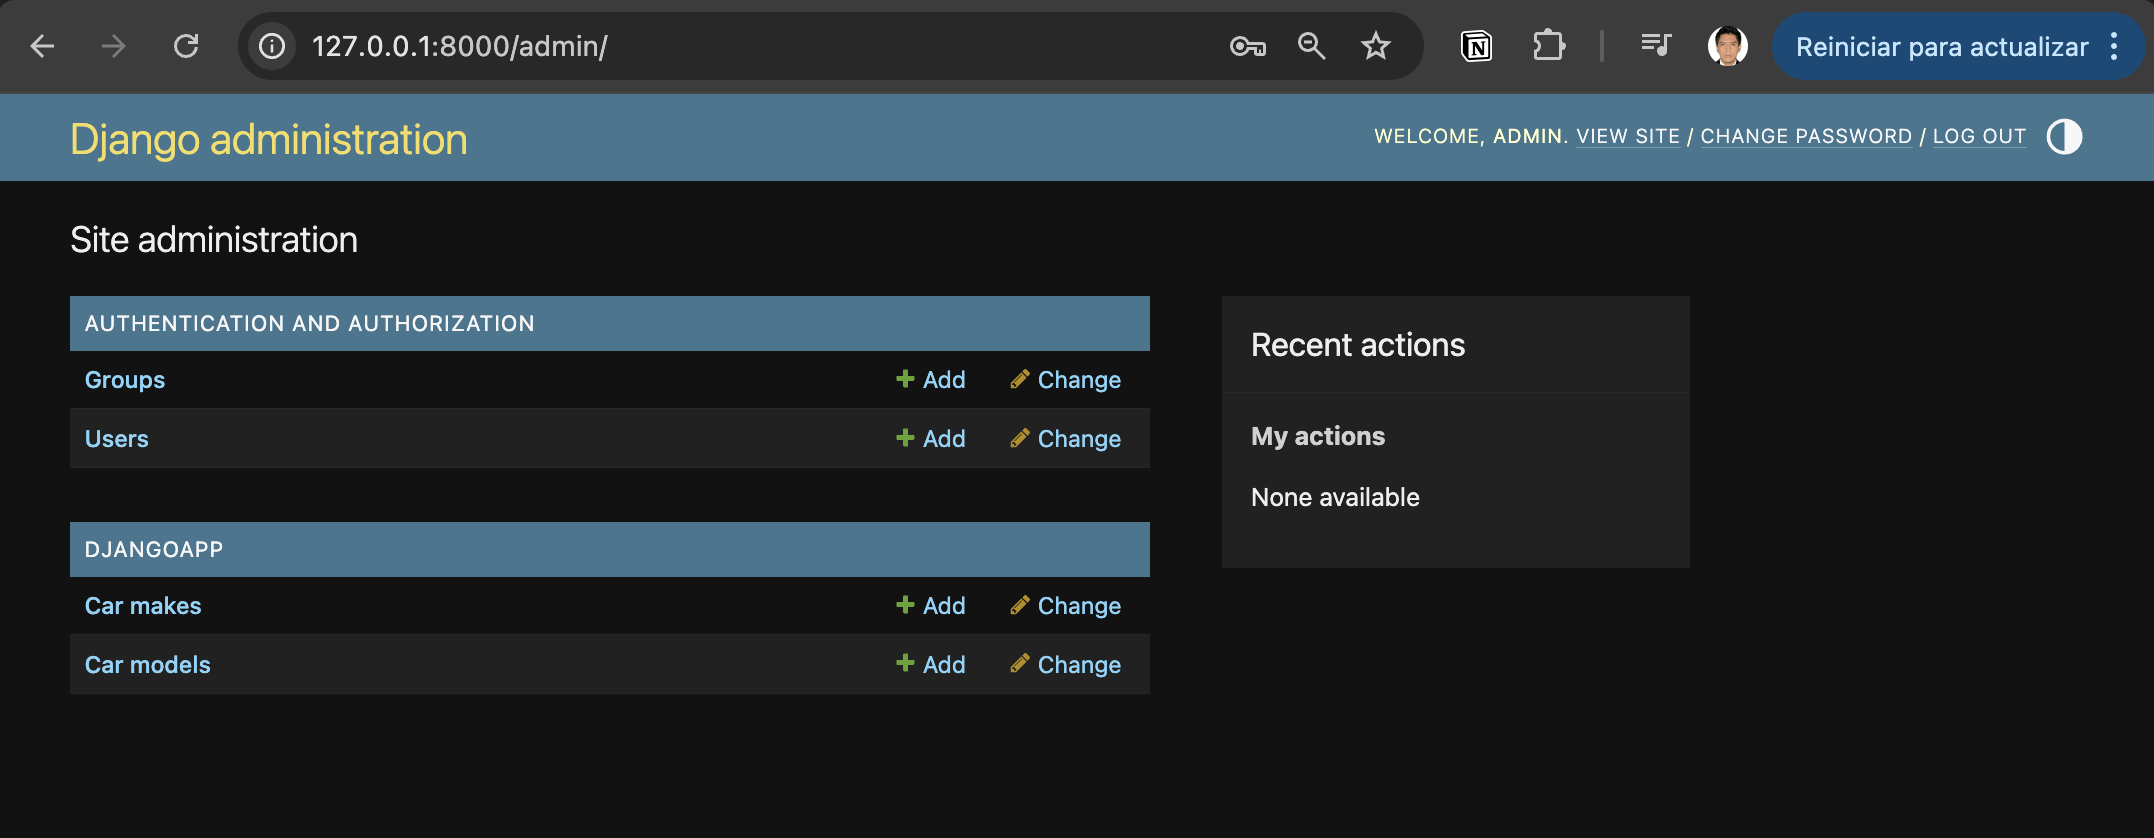 127.0.0.1:8000/admin/
N
Reiniciar para actualizar
Django administration
WELCOME, ADMIN. VIEW SITE / CHANGE PASSWORD / LOG OUT
Site administration
AUTHENTICATION AND AUTHORIZATION
Groups Add Change
Users Add Change
DJANGOAPP
Car makes Add Change
Car models Add Change
Recent actions
My actions
None available